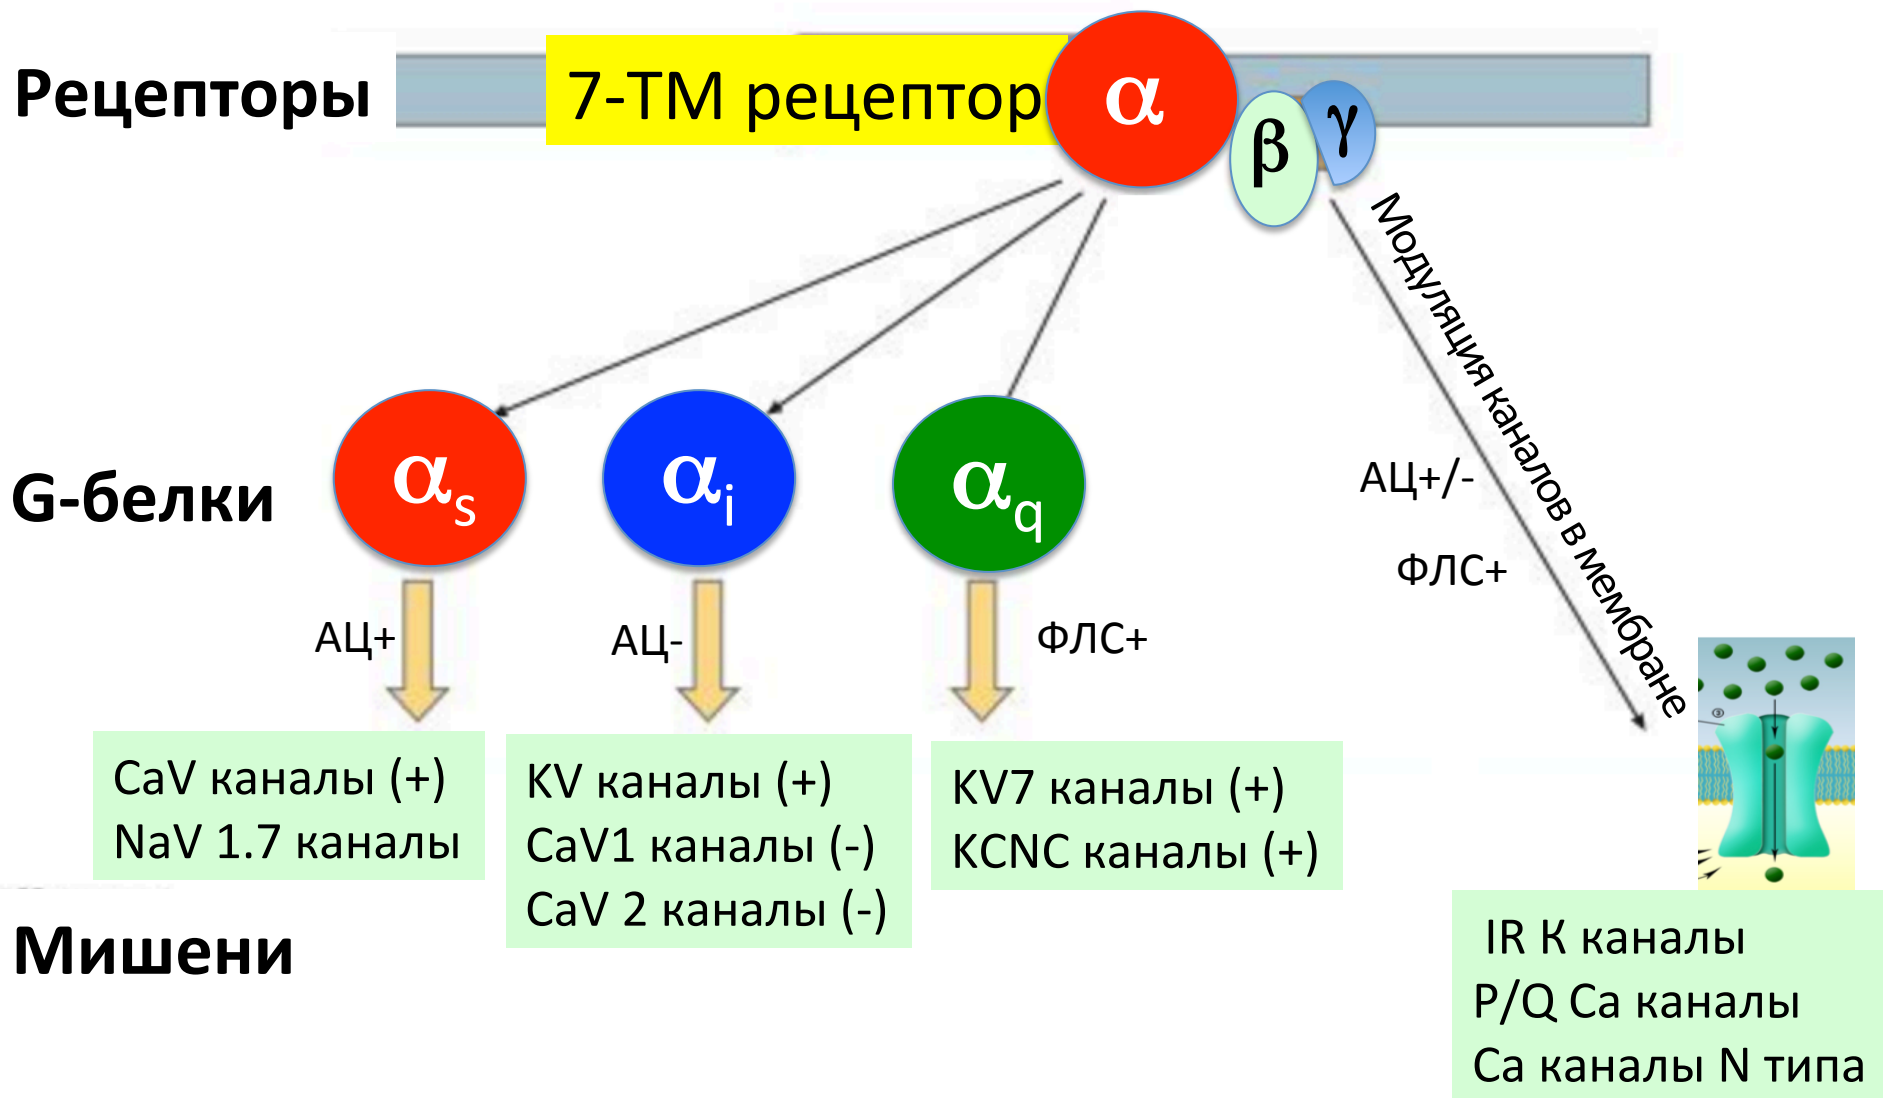 Рецепторы
7-ТМ рецептор
α
β
γ
Модуляция каналов в мембране
G-белки
αs
αi
αq
АЦ+/-
ФЛС+
АЦ+
АЦ-
ФЛС+
CaV каналы (+)
NaV 1.7 каналы
KV каналы (+)
CaV1 каналы (-)
CaV 2 каналы (-)
KV7 каналы (+)
KCNC каналы (+)
Мишени
IR К каналы
P/Q Ca каналы
Ca каналы N типа